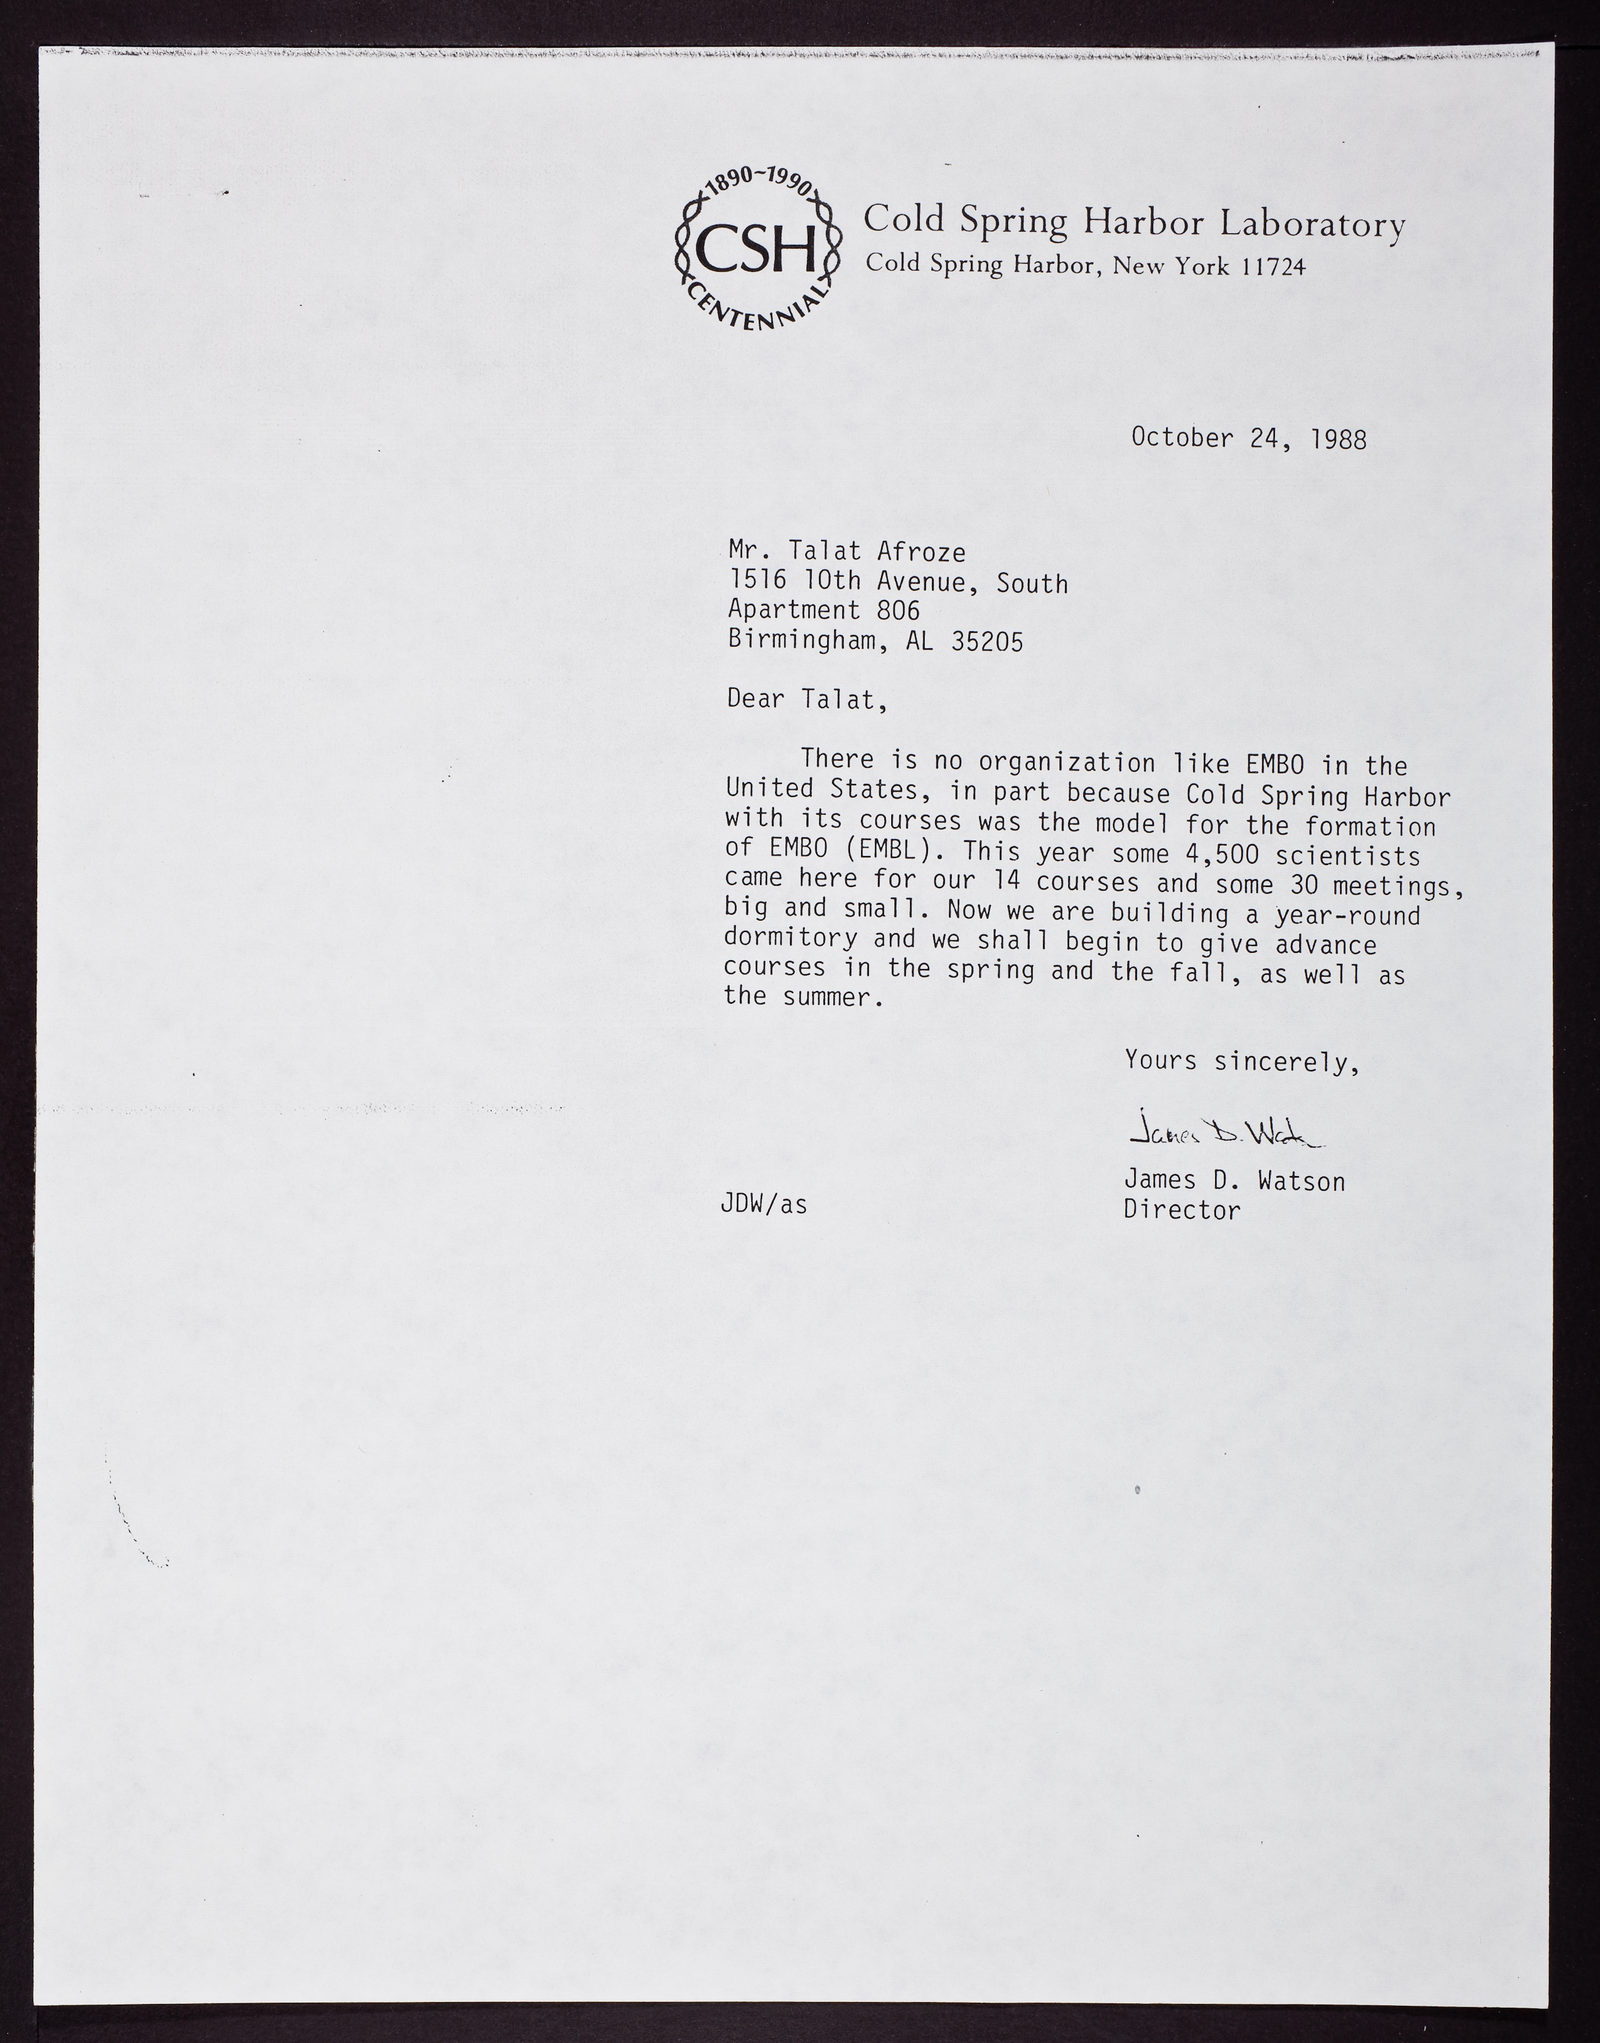 1890~1990
CSH
CENTENNIAL
Cold Spring Harbor Laboratory
Cold Spring Harbor, New York 11724
October 24, 1988
Mr. Talat Afroze
1516 10th Avenue, South
Apartment 806
Birmingham, AL 35205
Dear Talat,
There is no organization like EMBO in the
United States, in part because Cold Spring Harbor
with its courses was the model for the formation
of EMBO (EMBL). This year some 4,500 scientists
came here for our 14 courses and some 30 meetings,
big and small. Now we are building a year-round
dormitory and we shall begin to give advance
courses in the spring and the fall, as well as
the summer.
Yours sincerely,
James D. Watson
James D. Watson
JDW/as
Director